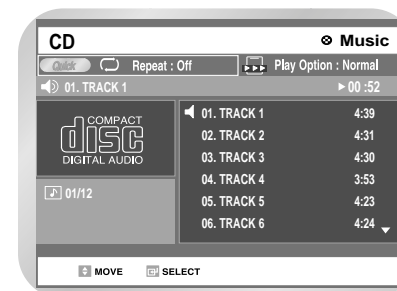 CD Music
Quick Repeat : Off Play Option : Normal
01. TRACK 1 00 :52
COMPACT
disc
DIGITAL AUDIO
01/12
01. TRACK 1 4:39
02. TRACK 2 4:31
03. TRACK 3 4:30
04. TRACK 4 3:53
05. TRACK 5 4:23
06. TRACK 6 4:24
MOVE SELECT